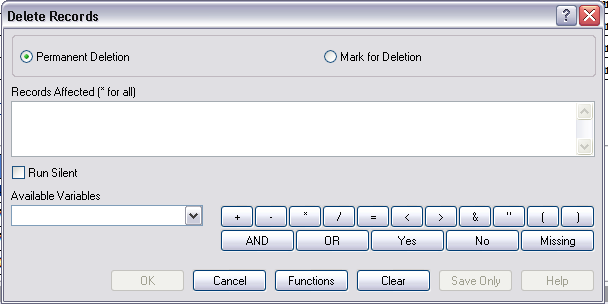 Delete Records
Permanent Deletion Mark for Deletion
Records Affected (* for all)
Run Silent
Available Variables
+ - * / = < > & " ( )
AND OR Yes No Missing
OK Cancel Functions Clear Save Only Help